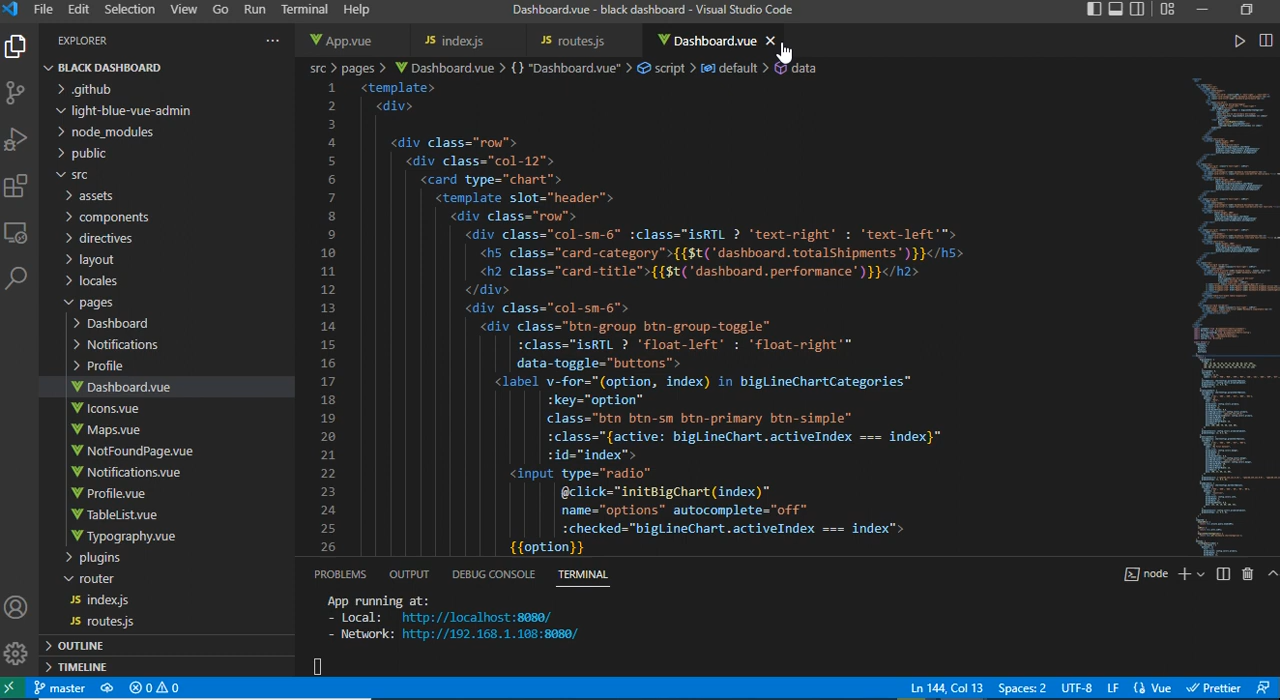 File Edit Selection View Go Run Terminal Help Dashboard.vue - black dashboard - Visual Studio Code
EXPLORER
App.vue JS index.js JS routes.js Dashboard.vue
BLACK DASHBOARD
src > pages > Dashboard.vue > {} "Dashboard.vue" > script > default > data
.github
light-blue-vue-admin
node_modules
public
src
assets
components
directives
layout
locales
pages
Dashboard
Notifications
Profile
Dashboard.vue
Icons.vue
Maps.vue
NotFoundPage.vue
Notifications.vue
Profile.vue
TableList.vue
Typography.vue
plugins
router
JS index.js
JS routes.js
OUTLINE
TIMELINE
1 <template>
2 <div>
3
4 <div class="row">
5 <div class="col-12">
6 <card type="chart">
7 <template slot="header">
8 <div class="row">
9 <div class="col-sm-6" :class="isRTL ? 'text-right' : 'text-left'">
10 <h5 class="card-category">{{$t('dashboard.totalShipments')}}</h5>
11 <h2 class="card-title">{{$t('dashboard.performance')}}</h2>
12 </div>
13 <div class="col-sm-6">
14 <div class="btn-group btn-group-toggle"
15 :class="isRTL ? 'float-left' : 'float-right'"
16 data-toggle="buttons">
17 <label v-for="(option, index) in bigLineChartCategories"
18 :key="option"
19 class="btn btn-sm btn-primary btn-simple"
20 :class="{active: bigLineChart.activeIndex === index}"
21 :id="index">
22 <input type="radio"
23 @click="initBigChart(index)"
24 name="options" autocomplete="off"
25 :checked="bigLineChart.activeIndex === index">
26 {{option}}
PROBLEMS OUTPUT DEBUG CONSOLE TERMINAL node
App running at:
- Local: http://localhost:8080/
- Network: http://192.168.1.108:8080/
master 0 0 Ln 144, Col 13 Spaces: 2 UTF-8 LF Vue Prettier